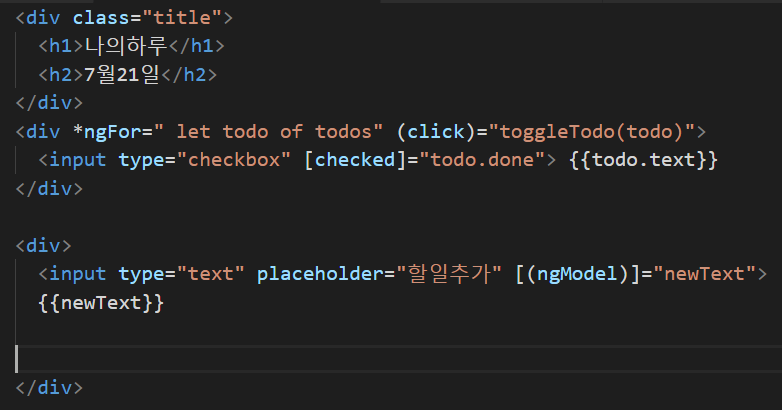 <div class="title">
  <h1>나의하루</h1>
  <h2>7월21일</h2>
</div>
<div *ngFor=" let todo of todos" (click)="toggleTodo(todo)">
  <input type="checkbox" [checked]="todo.done"> {{todo.text}}
</div>

<div>
  <input type="text" placeholder="할일추가" [(ngModel)]="newText">
  {{newText}}

</div>